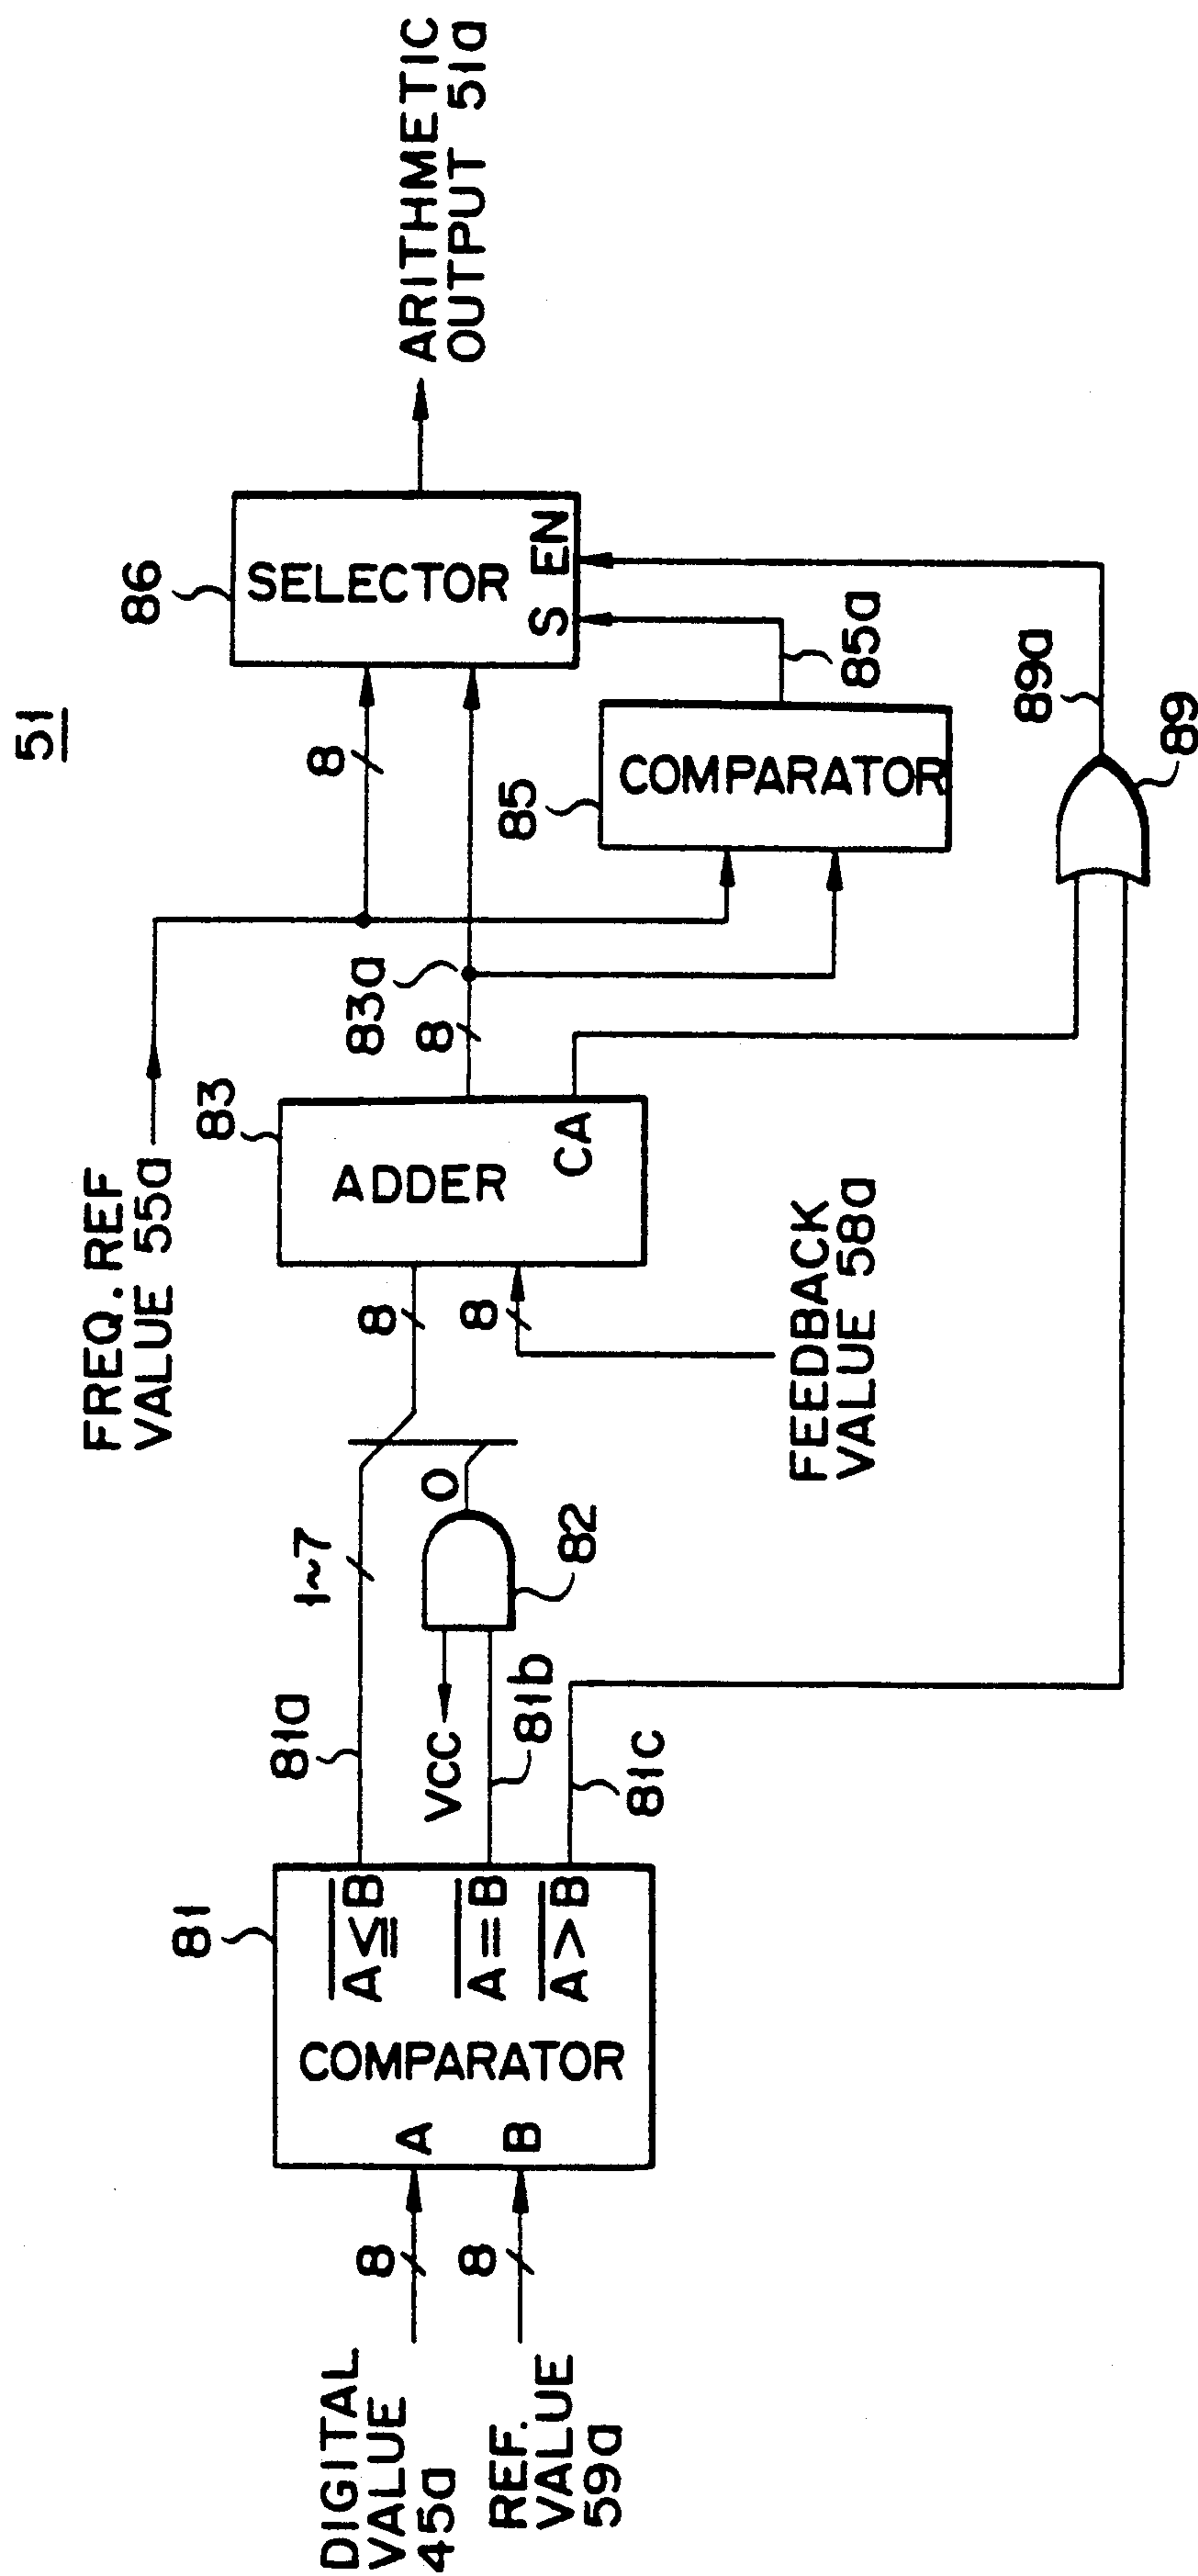 51
DIGITAL
VALUE
45a
REF.
VALUE
59a
8
8
81
A
B
COMPARATOR
A≦B
A=B
A>B
81a
81b
81c
VCC
82
1~7
0
FREQ. REF
VALUE 55a
8
8
FEEDBACK
VALUE 58a
83
ADDER
CA
8
83a
8
85
COMPARATOR
85a
86
SELECTOR
S EN
89a
89
ARITHMETIC
OUTPUT 51a